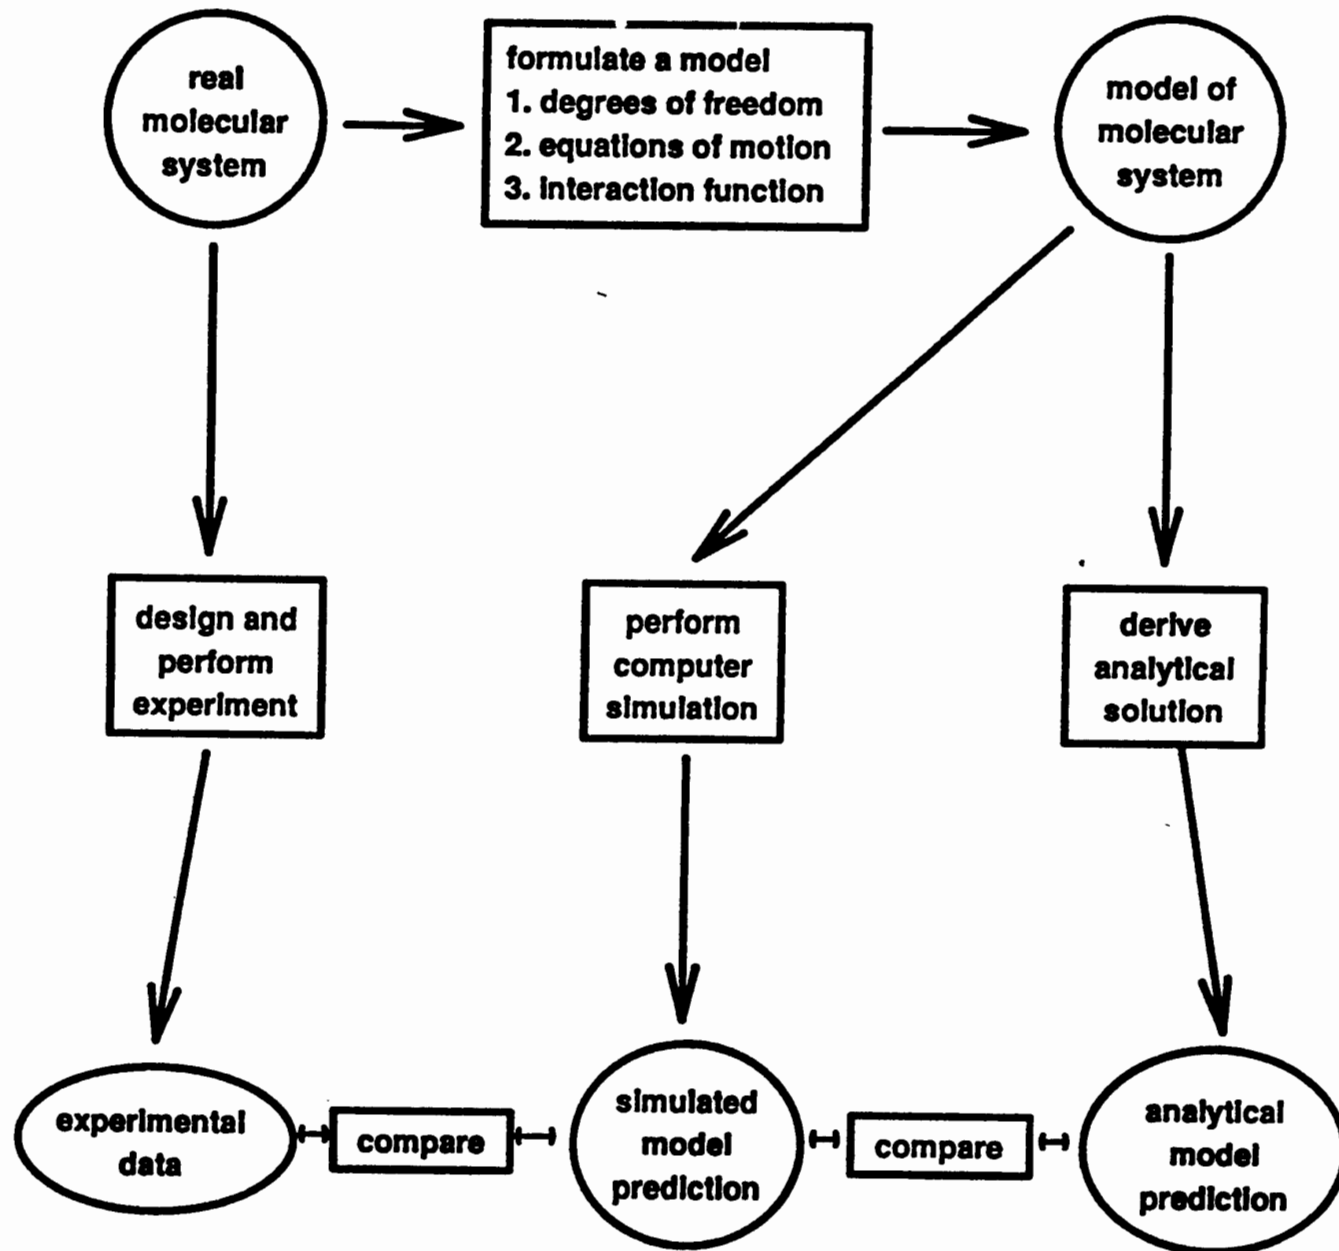 real
molecular
system
formulate a model
1. degrees of freedom
2. equations of motion
3. interaction function
model of
molecular
system
design and
perform
experiment
perform
computer
simulation
derive
analytical
solution
experimental
data
compare
simulated
model
prediction
compare
analytical
model
prediction